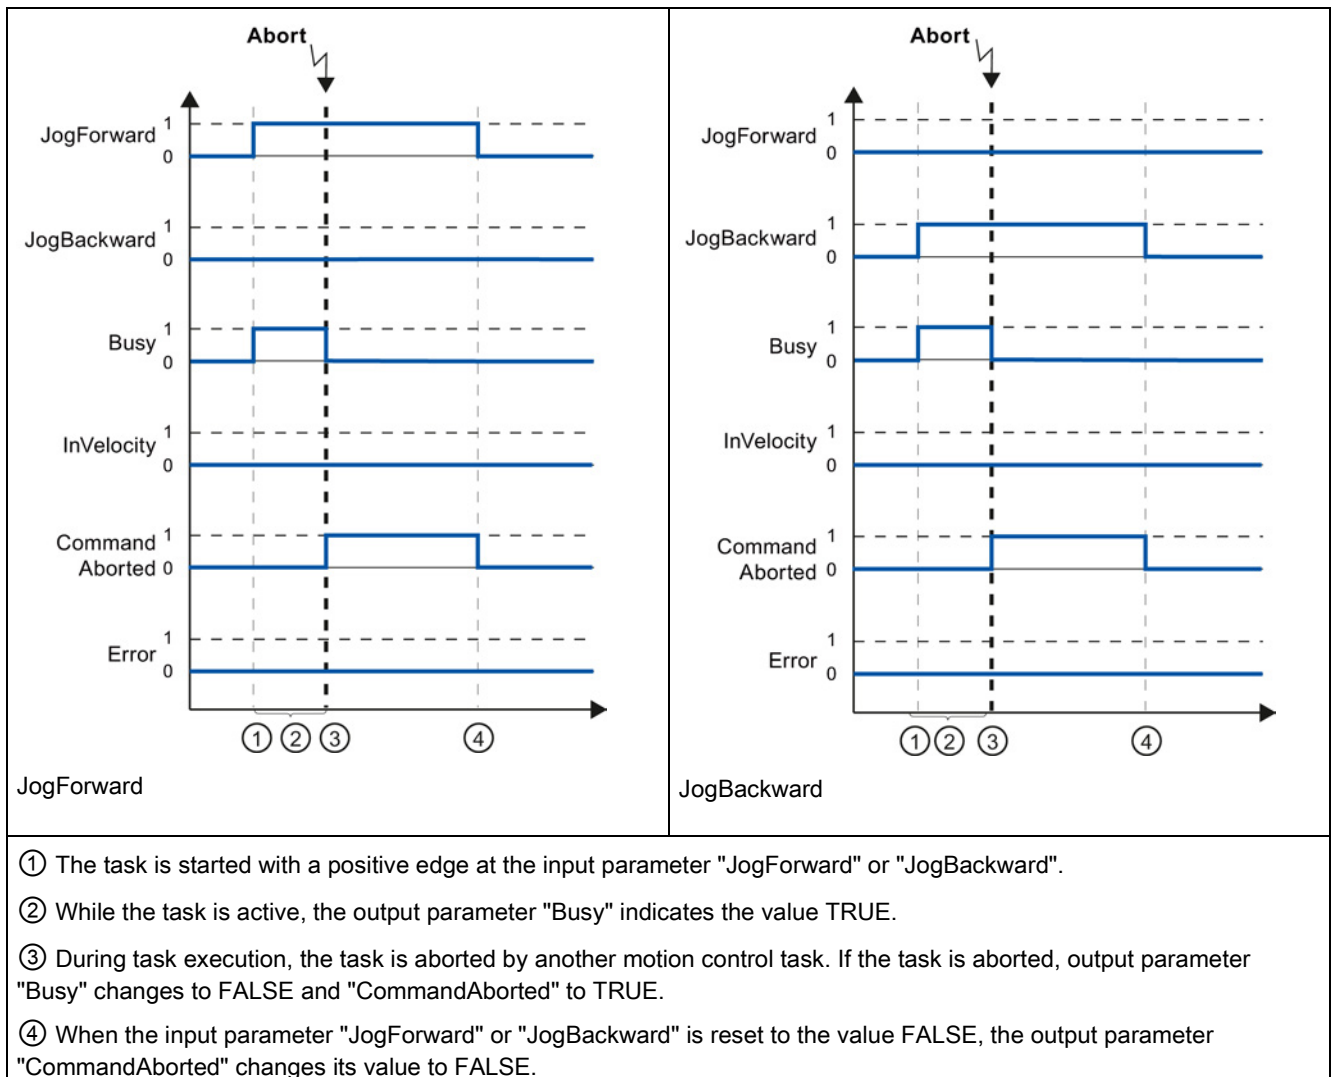 Abort
JogForward 1
0
JogBackward 1
0
Busy 1
0
InVelocity 1
0
Command 1
Aborted 0
Error 1
0
① ② ③ ④
JogForward
Abort
JogForward 1
0
JogBackward 1
0
Busy 1
0
InVelocity 1
0
Command 1
Aborted 0
Error 1
0
① ② ③ ④
JogBackward
① The task is started with a positive edge at the input parameter "JogForward" or "JogBackward".
② While the task is active, the output parameter "Busy" indicates the value TRUE.
③ During task execution, the task is aborted by another motion control task. If the task is aborted, output parameter
"Busy" changes to FALSE and "CommandAborted" to TRUE.
④ When the input parameter "JogForward" or "JogBackward" is reset to the value FALSE, the output parameter
"CommandAborted" changes its value to FALSE.